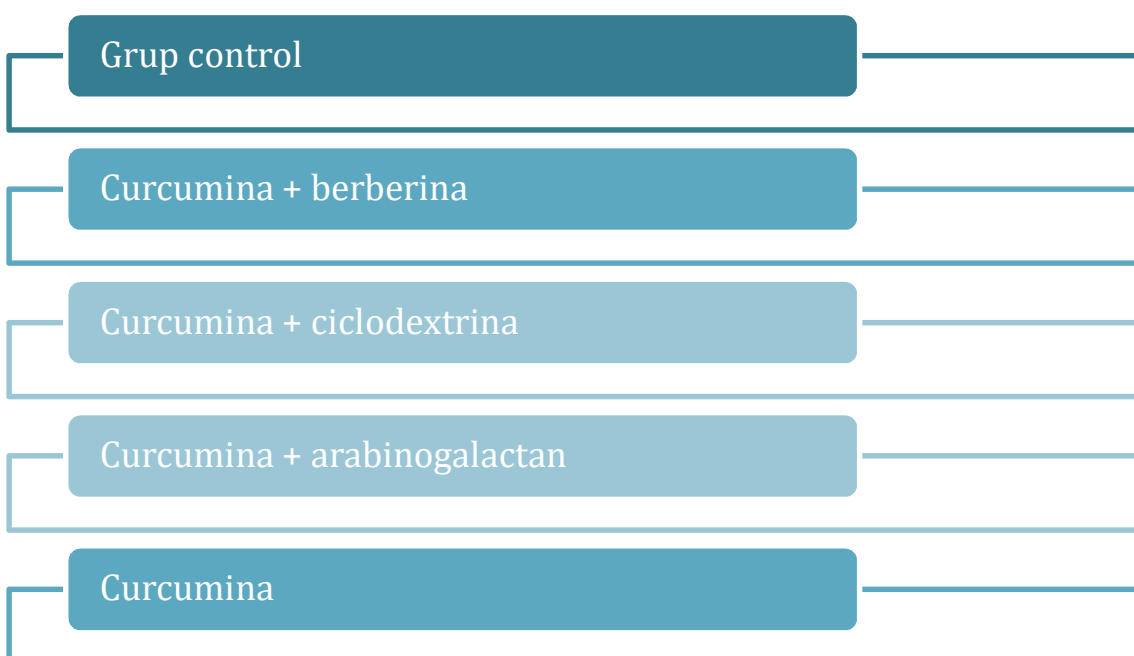 Grup control
Curcumina + berberina
Curcumina + ciclodextrina
Curcumina + arabinogalactan
Curcumina